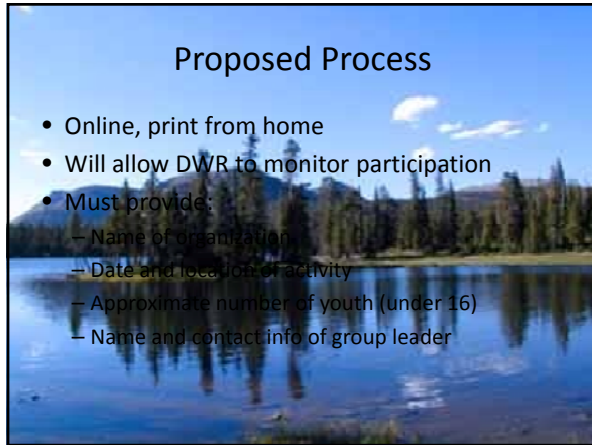 Proposed Process
• Online, print from home
• Will allow DWR to monitor participation
• Must provide:
– Name of organization
– Date and location of activity
– Approximate number of youth (under 16)
– Name and contact info of group leader